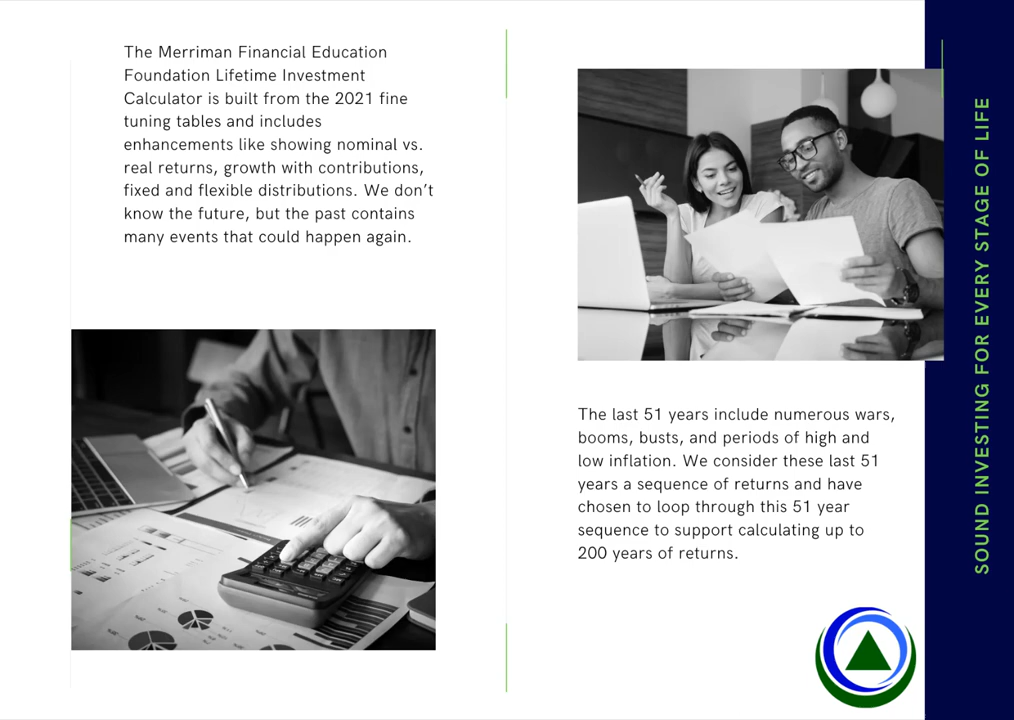 The Merriman Financial Education
Foundation Lifetime Investment
Calculator is built from the 2021 fine
tuning tables and includes
enhancements like showing nominal vs.
real returns, growth with contributions,
fixed and flexible distributions. We don't
know the future, but the past contains
many events that could happen again.
The last 51 years include numerous wars,
booms, busts, and periods of high and
low inflation. We consider these last 51
years a sequence of returns and have
chosen to loop through this 51 year
sequence to support calculating up to
200 years of returns.
SOUND INVESTING FOR EVERY STAGE OF LIFE